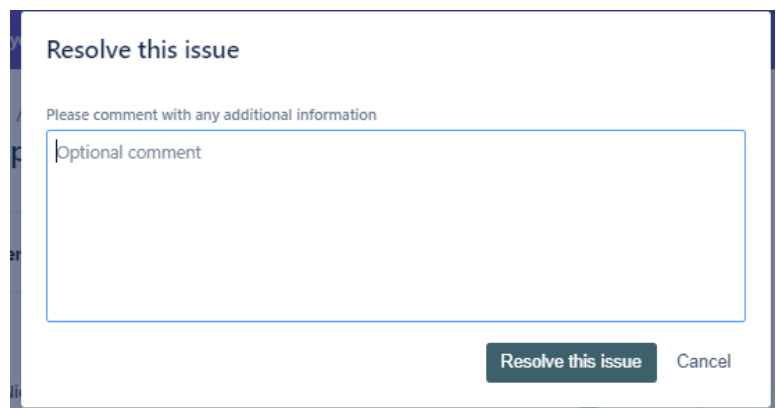 Resolve this issue
Please comment with any additional information
Optional comment
Resolve this issue Cancel